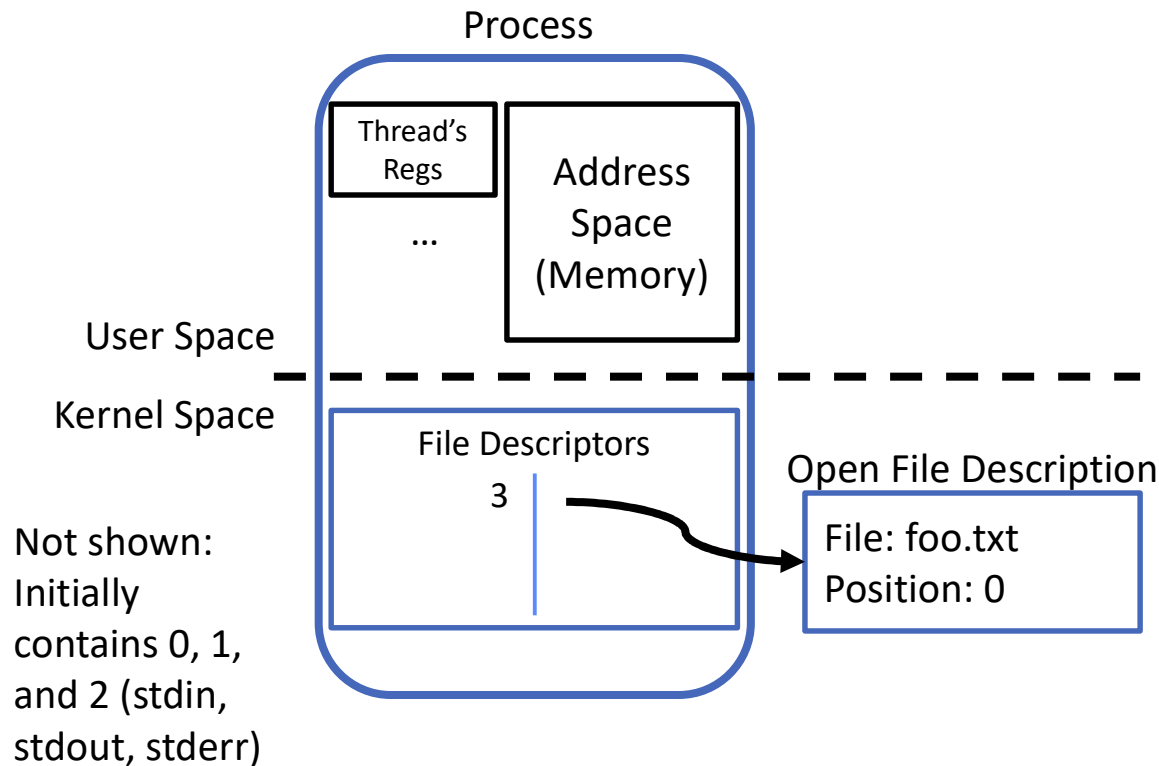 Process
Thread’s
Regs
...
Address
Space
(Memory)
User Space
Kernel Space
File Descriptors
3
Open File Description
File: foo.txt
Position: 0
Not shown:
Initially
contains 0, 1,
and 2 (stdin,
stdout, stderr)